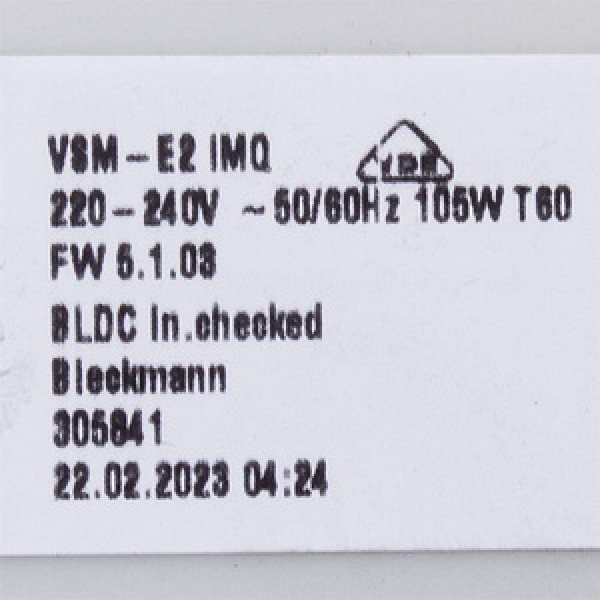 VSM-E2 IMQ
220-240V ~50/60Hz 105W T60
FW 5.1.03
BLDC In.checked
Bleckmann
305841
22.02.2023 04:24